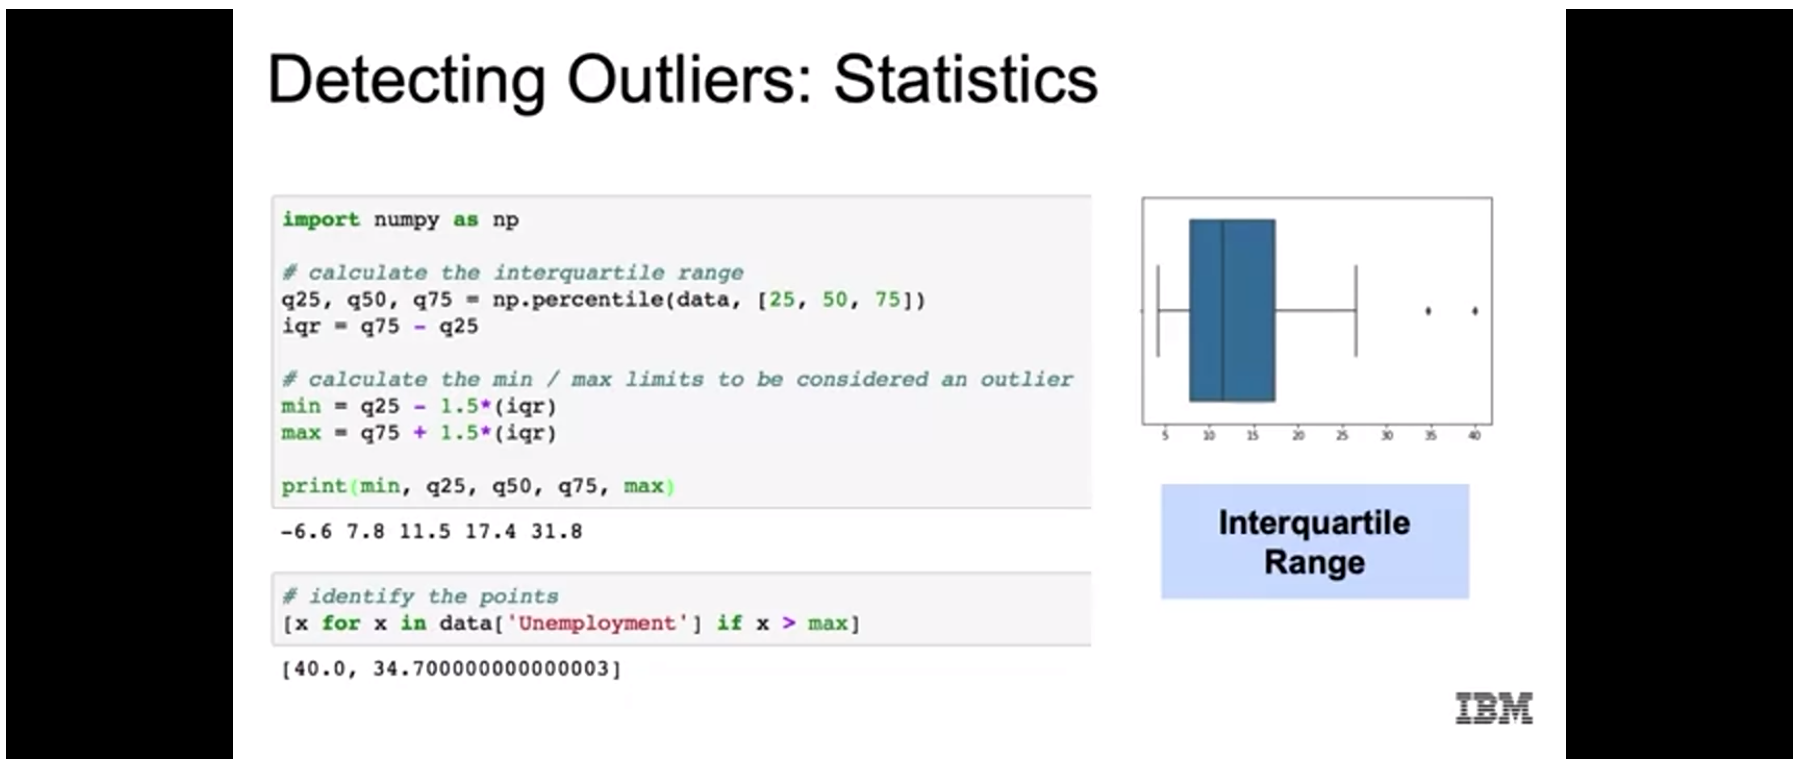 Detecting Outliers: Statistics
import numpy as np
# calculate the interquartile range
q25, q50, q75 = np.percentile(data, [25, 50, 75])
iqr = q75 - q25
# calculate the min / max limits to be considered an outlier
min = q25 - 1.5*(iqr)
max = q75 + 1.5*(iqr)
print(min, q25, q50, q75, max)
-6.6 7.8 11.5 17.4 31.8
# identify the points
[x for x in data['Unemployment'] if x > max]
[40.0, 34.700000000000003]
5 10 15 20 25 30 35 40
Interquartile
Range
IBM